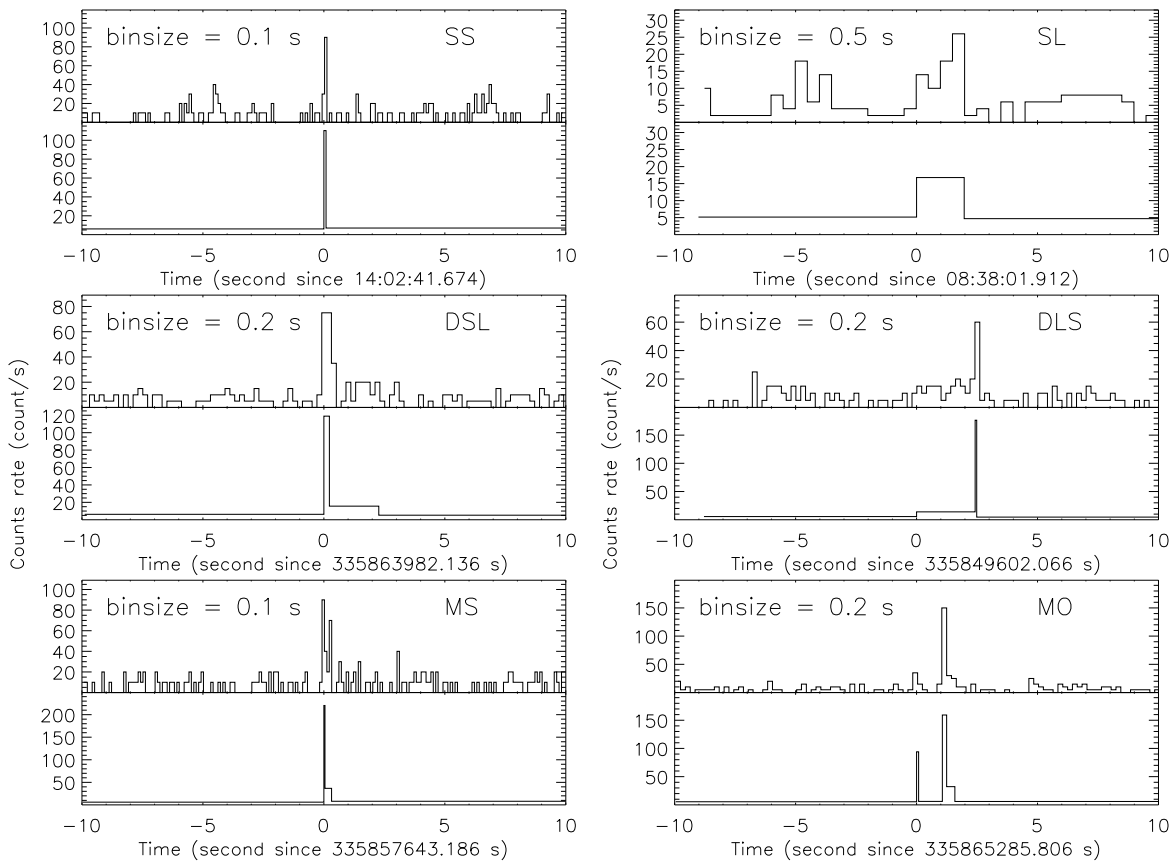 binsize = 0.1 s SS
120
100
80
60
40
20
100
80
60
40
20
-10 -5 0 5 10
Time (second since 14:02:41.674)
binsize = 0.5 s SL
30
25
20
15
10
5
30
25
20
15
10
5
-10 -5 0 5 10
Time (second since 08:38:01.912)
Counts rate (count/s)
binsize = 0.2 s DSL
80
60
40
20
120
100
80
60
40
20
-10 -5 0 5 10
Time (second since 335863982.136 s)
Counts rate (count/s)
binsize = 0.2 s DLS
60
40
20
150
100
50
-10 -5 0 5 10
Time (second since 335849602.066 s)
binsize = 0.1 s MS
100
80
60
40
20
200
150
100
50
-10 -5 0 5 10
Time (second since 335857643.186 s)
binsize = 0.2 s MO
150
100
50
150
100
50
-10 -5 0 5 10
Time (second since 335865285.806 s)